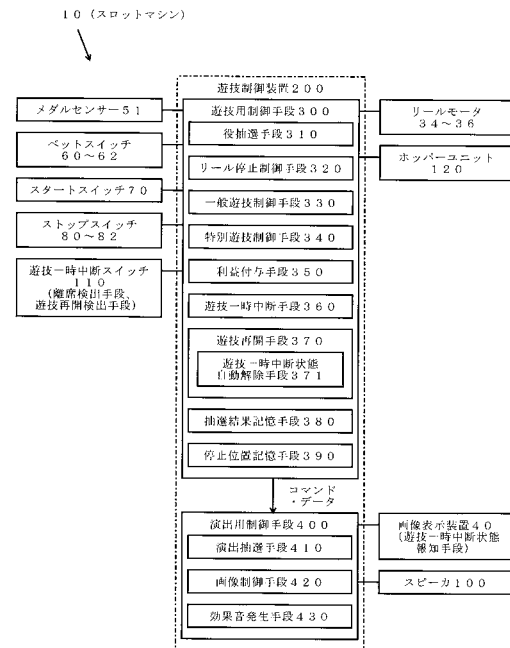 １０（スロットマシン）
遊技制御装置２００
メダルセンサー５１
ベットスイッチ
６０～６２
スタートスイッチ７０
ストップスイッチ
８０～８２
遊技一時中断スイッチ
１１０
（離席検出手段、
遊技再開検出手段）
遊技用制御手段３００
役抽選手段３１０
リール停止制御手段３２０
一般遊技制御手段３３０
特別遊技制御手段３４０
利益付与手段３５０
遊技一時中断手段３６０
遊技再開手段３７０
遊技一時中断状態
自動解除手段３７１
抽選結果記憶手段３８０
停止位置記憶手段３９０
リールモータ
３４～３６
ホッパーユニット
１２０
コマンド
・データ
演出用制御手段４００
演出抽選手段４１０
画像制御手段４２０
効果音発生手段４３０
画像表示装置４０
（遊技一時中断状態
報知手段）
スピーカ１００